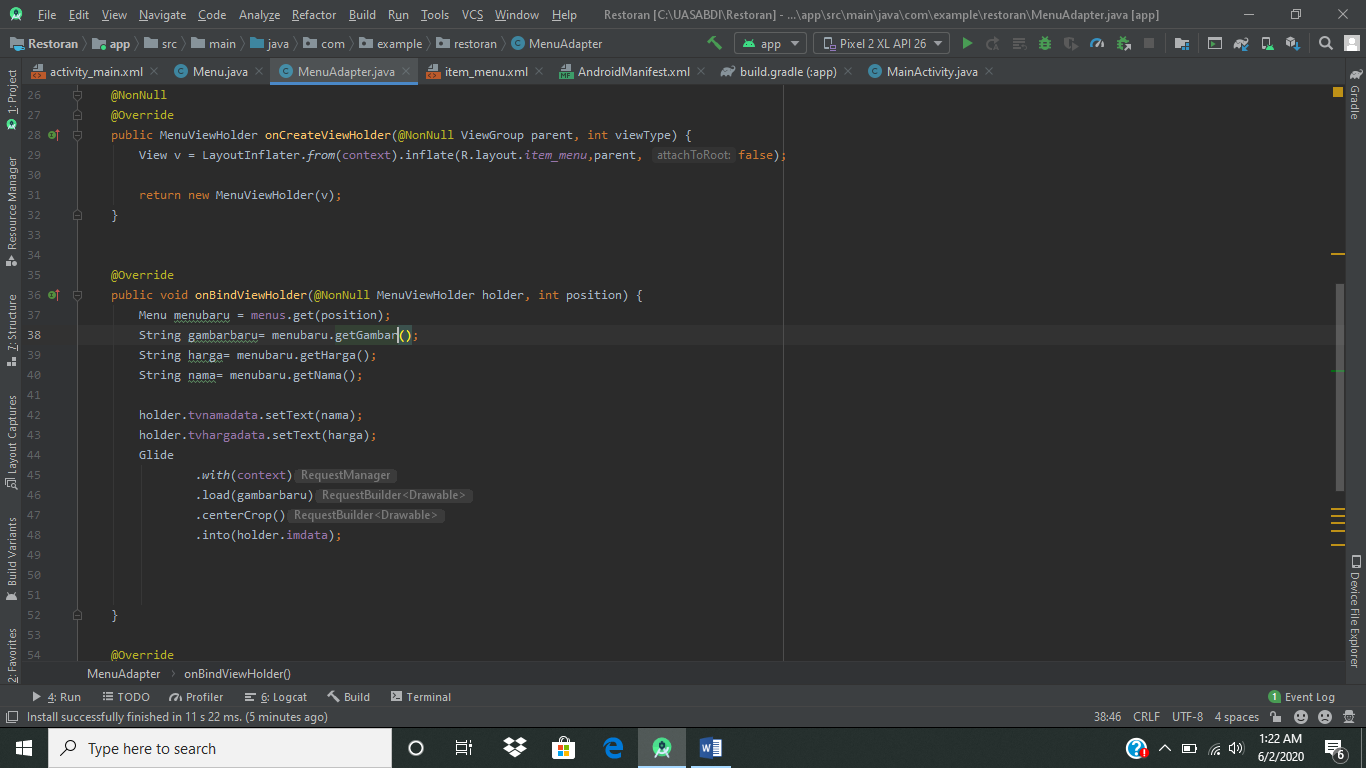 File Edit View Navigate Code Analyze Refactor Build Run Tools VCS Window Help Restoran [C:\UASABDI\Restoran] - ...\app\src\main\java\com\example\restoran\MenuAdapter.java [app]
Restoran app src main java com example restoran MenuAdapter app Pixel 2 XL API 26
activity_main.xml Menu.java MenuAdapter.java item_menu.xml AndroidManifest.xml build.gradle (:app) MainActivity.java
1: Project
Resource Manager
7: Structure
Layout Captures
Build Variants
2: Favorites
26 @NonNull
27 @Override
28 public MenuViewHolder onCreateViewHolder(@NonNull ViewGroup parent, int viewType) {
29 View v = LayoutInflater.from(context).inflate(R.layout.item_menu,parent, attachToRoot: false);
30
31 return new MenuViewHolder(v);
32 }
33
34
35 @Override
36 public void onBindViewHolder(@NonNull MenuViewHolder holder, int position) {
37 Menu menubaru = menus.get(position);
38 String gambarbaru= menubaru.getGambar();
39 String harga= menubaru.getHarga();
40 String nama= menubaru.getNama();
41
42 holder.tvnamadata.setText(nama);
43 holder.tvhargadata.setText(harga);
44 Glide
45 .with(context) RequestManager
46 .load(gambarbaru) RequestBuilder<Drawable>
47 .centerCrop() RequestBuilder<Drawable>
48 .into(holder.imdata);
49
50
51
52 }
53
54 @Override
Gradle
Device File Explorer
MenuAdapter › onBindViewHolder()
4: Run TODO Profiler 6: Logcat Build Terminal 1 Event Log
Install successfully finished in 11 s 22 ms. (5 minutes ago) 38:46 CRLF UTF-8 4 spaces
Type here to search
1:22 AM
6/2/2020
6